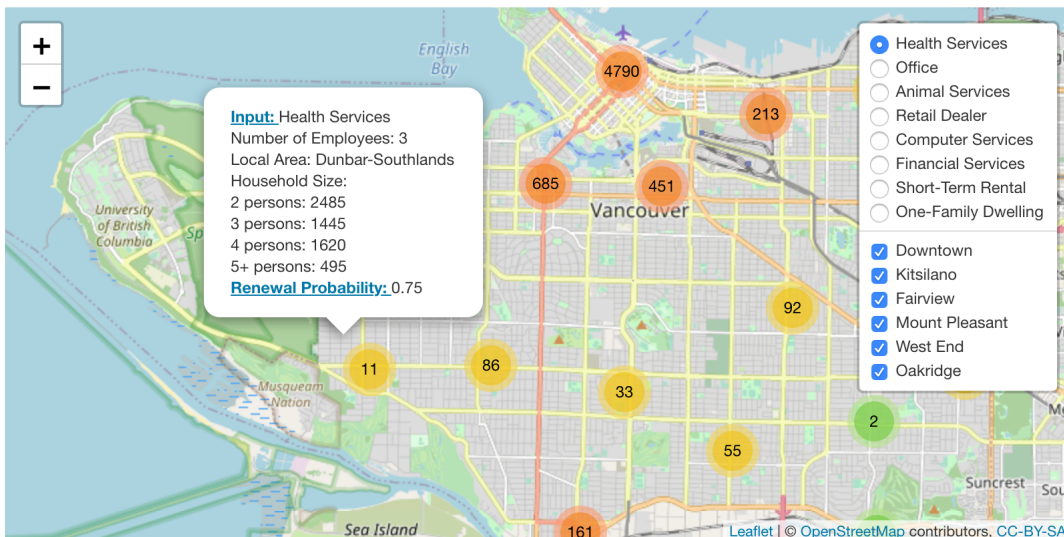 +
−
English
Bay
4790
213
685
451
Vancouver
University
of British
Columbia
Sp
Input: Health Services
Number of Employees: 3
Local Area: Dunbar-Southlands
Household Size:
2 persons: 2485
3 persons: 1445
4 persons: 1620
5+ persons: 495
Renewal Probability: 0.75
92
11
86
33
2
55
161
Musqueam
Nation
Sea Island
Suncrest
Sou
Health Services
Office
Animal Services
Retail Dealer
Computer Services
Financial Services
Short-Term Rental
One-Family Dwelling
Downtown
Kitsilano
Fairview
Mount Pleasant
West End
Oakridge
Leaflet | © OpenStreetMap contributors, CC-BY-SA